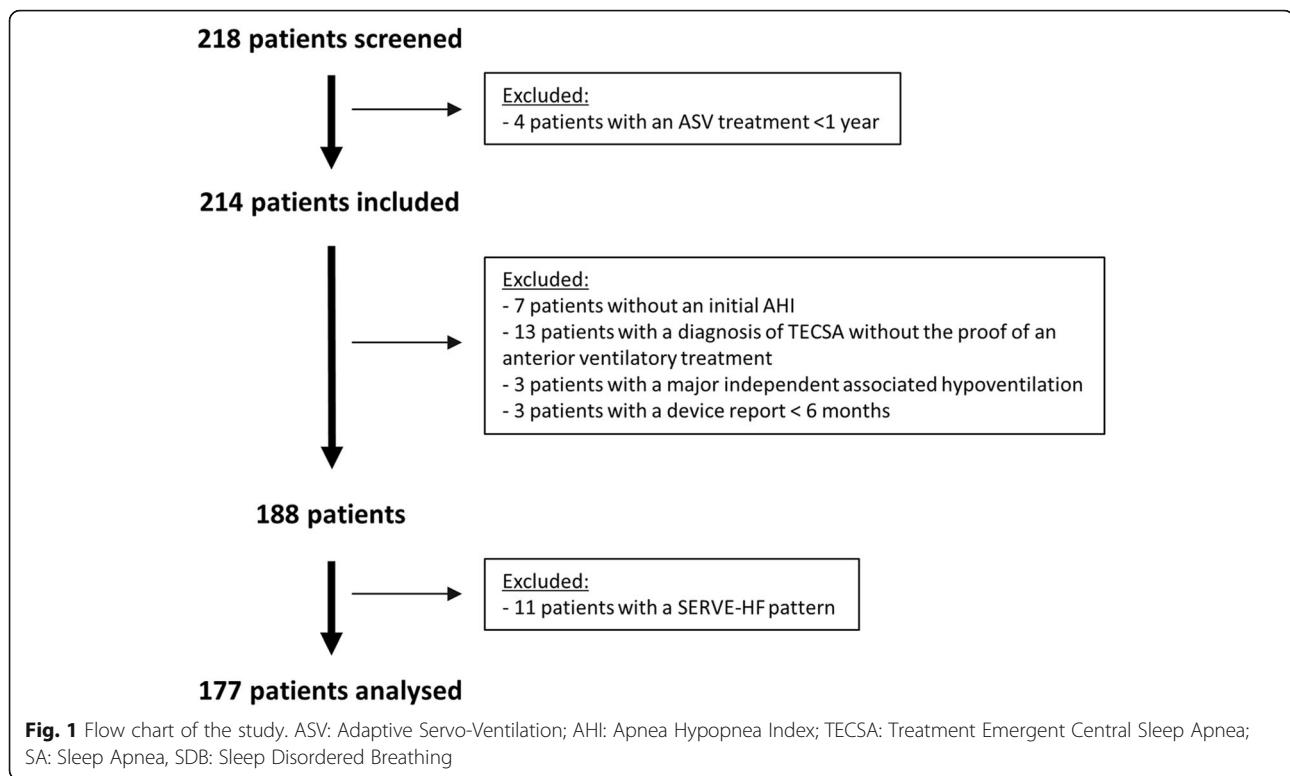 218 patients screened
Excluded:
- 4 patients with an ASV treatment <1 year
214 patients included
Excluded:
- 7 patients without an initial AHI
- 13 patients with a diagnosis of TECSA without the proof of an
anterior ventilatory treatment
- 3 patients with a major independent associated hypoventilation
- 3 patients with a device report < 6 months
188 patients
Excluded:
- 11 patients with a SERVE-HF pattern
177 patients analysed
Fig. 1 Flow chart of the study. ASV: Adaptive Servo-Ventilation; AHI: Apnea Hypopnea Index; TECSA: Treatment Emergent Central Sleep Apnea;
SA: Sleep Apnea, SDB: Sleep Disordered Breathing